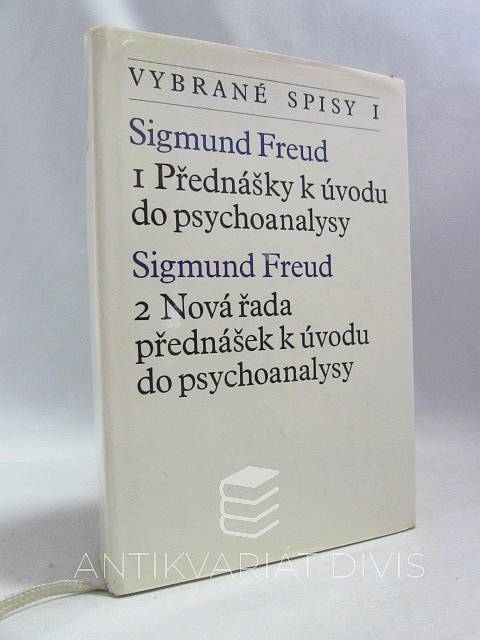 VYBRANÉ SPISY I
Sigmund Freud
1 Přednášky k úvodu
do psychoanalysy
Sigmund Freud
2 Nová řada
přednášek k úvodu
do psychoanalysy
ANTIKVARIÁT DIVIŠ